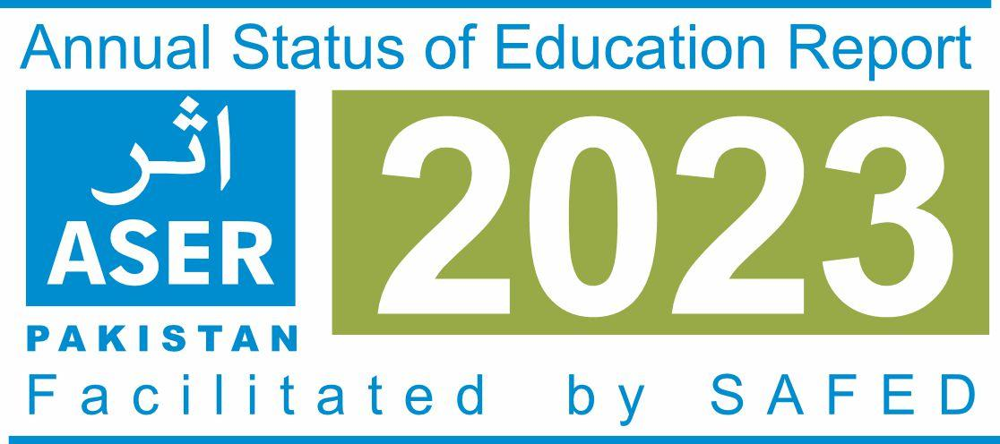 Annual Status of Education Report
اثر
ASER
PAKISTAN
2023
Facilitated by SAFED